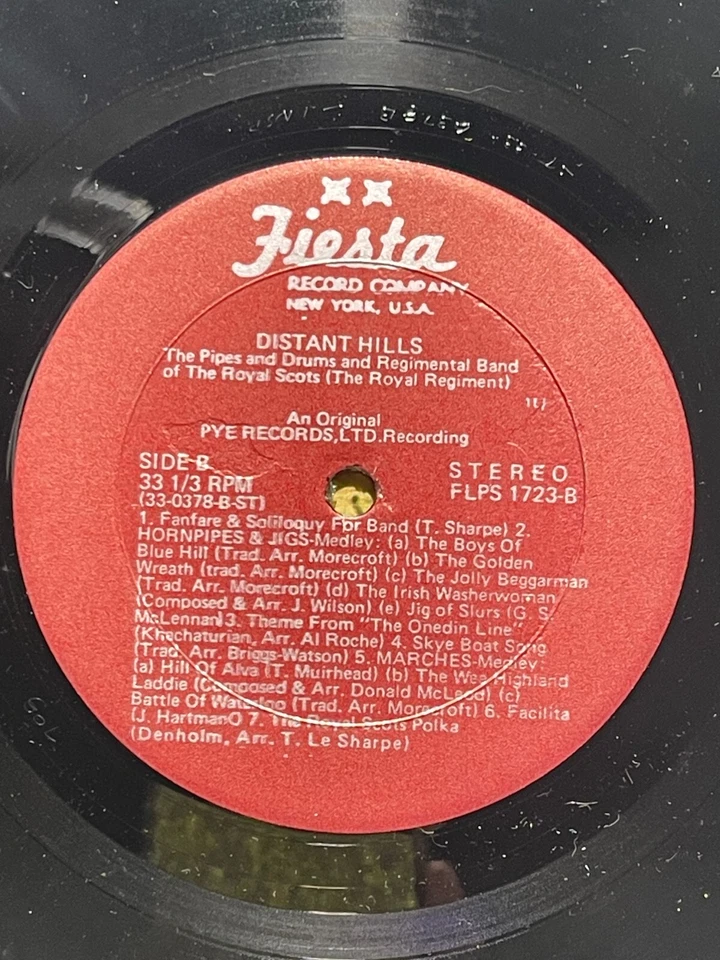 Fiesta
RECORD COMPANY
NEW YORK, U.S.A.
DISTANT HILLS
The Pipes and Drums and Regimental Band
of The Royal Scots (The Royal Regiment)
An Original
PYE RECORDS,LTD.Recording
SIDE B
33 1/3 RPM
(33-0378-B-ST)
STEREO
FLPS 1723-B
1. Fanfare & Soliloquy For Band (T. Sharpe) 2.
HORNPIPES & JIGS-Medley: (a) The Boys Of
Blue Hill (Trad. Arr. Morecroft) (b) The Golden
Wreath (trad. Arr. Morecroft) (c) The Jolly Beggarman
(Trad. Arr. Morecroft) (d) The Irish Washerwoman
(Composed & Arr. J. Wilson) (e) Jig of Slurs (G. S.
McLennan) 3. Theme From "The Onedin Line"
(Khachaturian, Arr. Al Roche) 4. Skye Boat Song
(Trad. Arr. Briggs-Watson) 5. MARCHES-Medley:
(a) Hill Of Alva (T. Muirhead) (b) The Wee Highland
Laddie (Composed & Arr. Donald McLeod) (c)
Battle Of Waterloo (Trad. Arr. Morecroft) 6. Facilita
(J. HartmanO 7. The Royal Scots Polka
(Denholm, Arr. T. Le Sharpe)